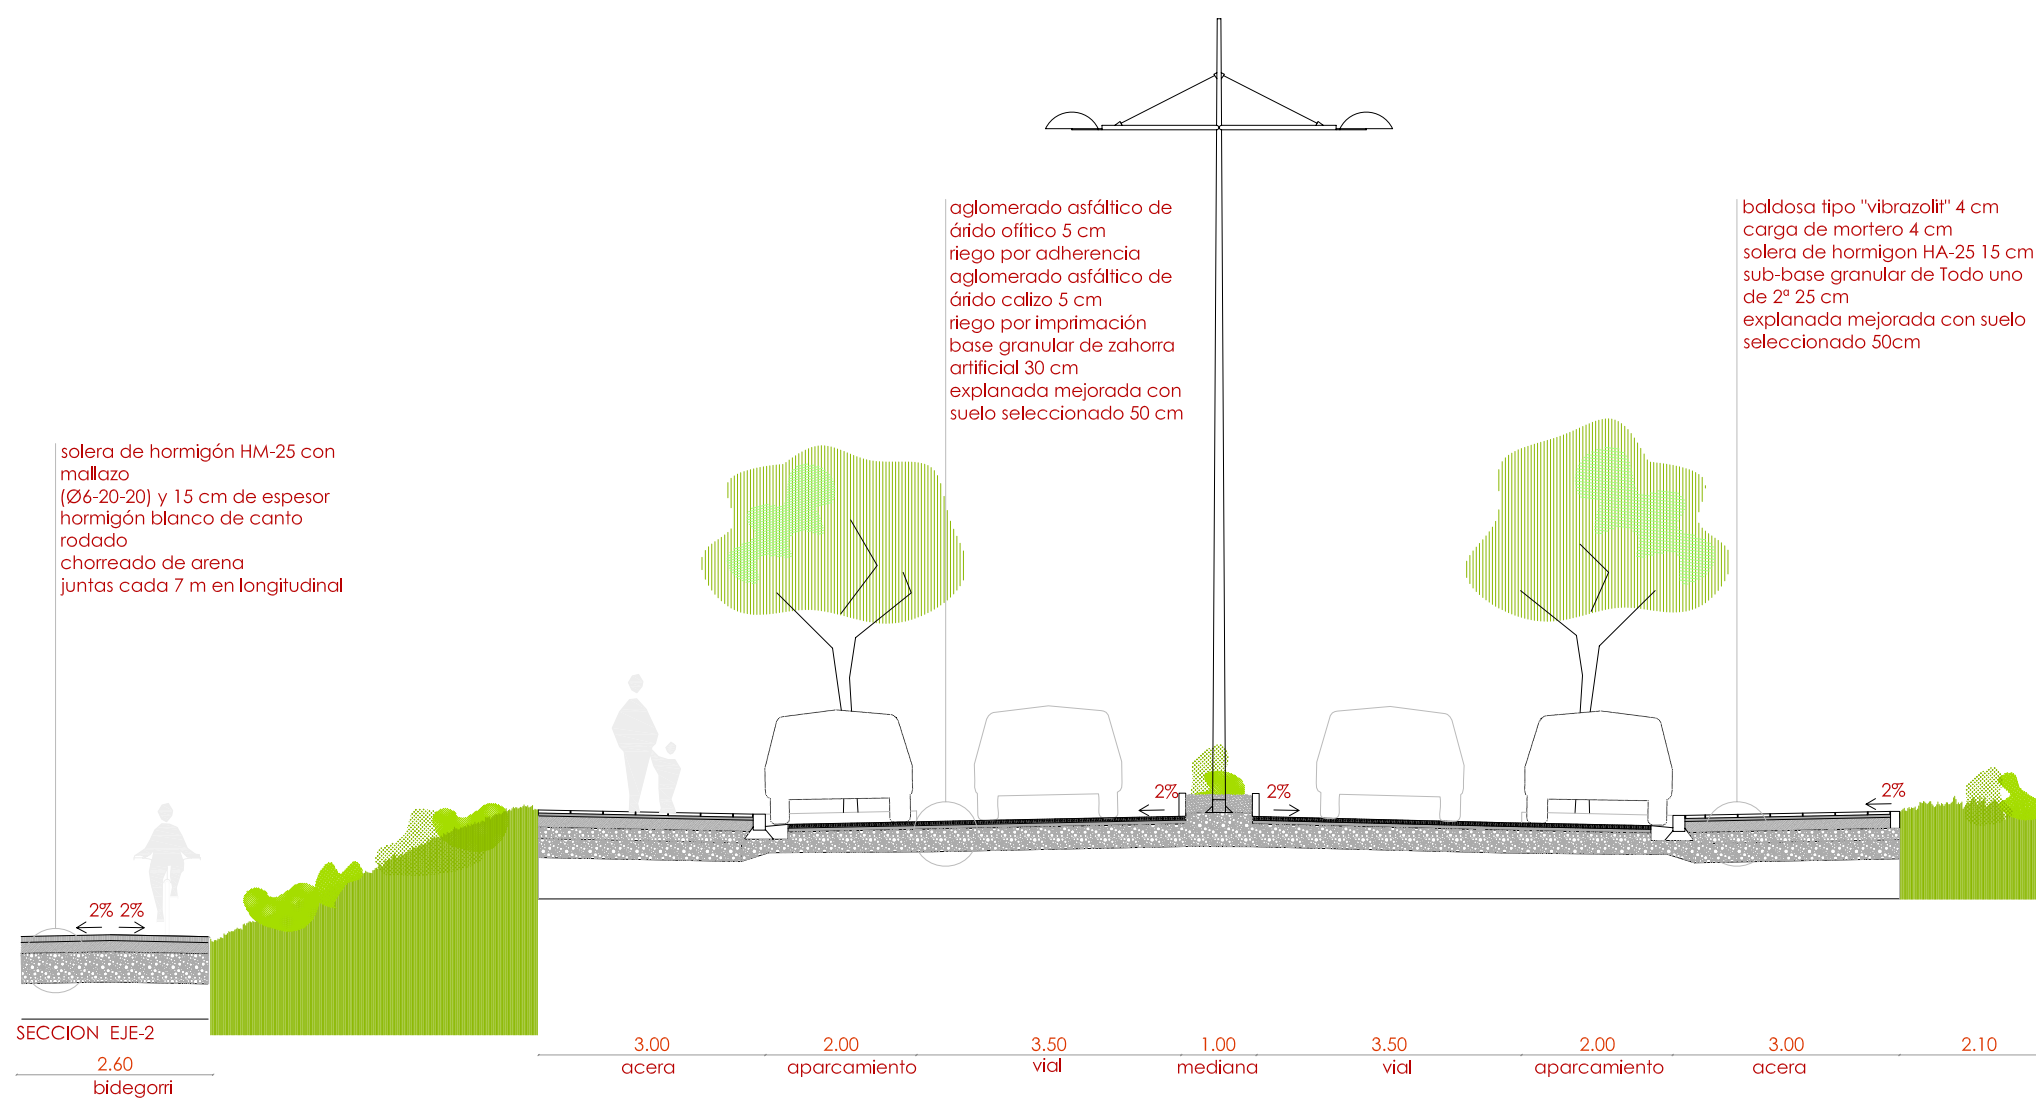 aglomerado asfáltico de
árido ofítico 5 cm
riego por adherencia
aglomerado asfáltico de
árido calizo 5 cm
riego por imprimación
base granular de zahorra
artificial 30 cm
explanada mejorada con
suelo seleccionado 50 cm
baldosa tipo "vibrazolit" 4 cm
carga de mortero 4 cm
solera de hormigon HA-25 15 cm
sub-base granular de Todo uno
de 2ª 25 cm
explanada mejorada con suelo
seleccionado 50cm
solera de hormigón HM-25 con
mallazo
(Ø6-20-20) y 15 cm de espesor
hormigón blanco de canto
rodado
chorreado de arena
juntas cada 7 m en longitudinal
2% 2%
2%
2%
2%
SECCION EJE-2
2.60
bidegorri
3.00
acera
2.00
aparcamiento
3.50
vial
1.00
mediana
3.50
vial
2.00
aparcamiento
3.00
acera
2.10